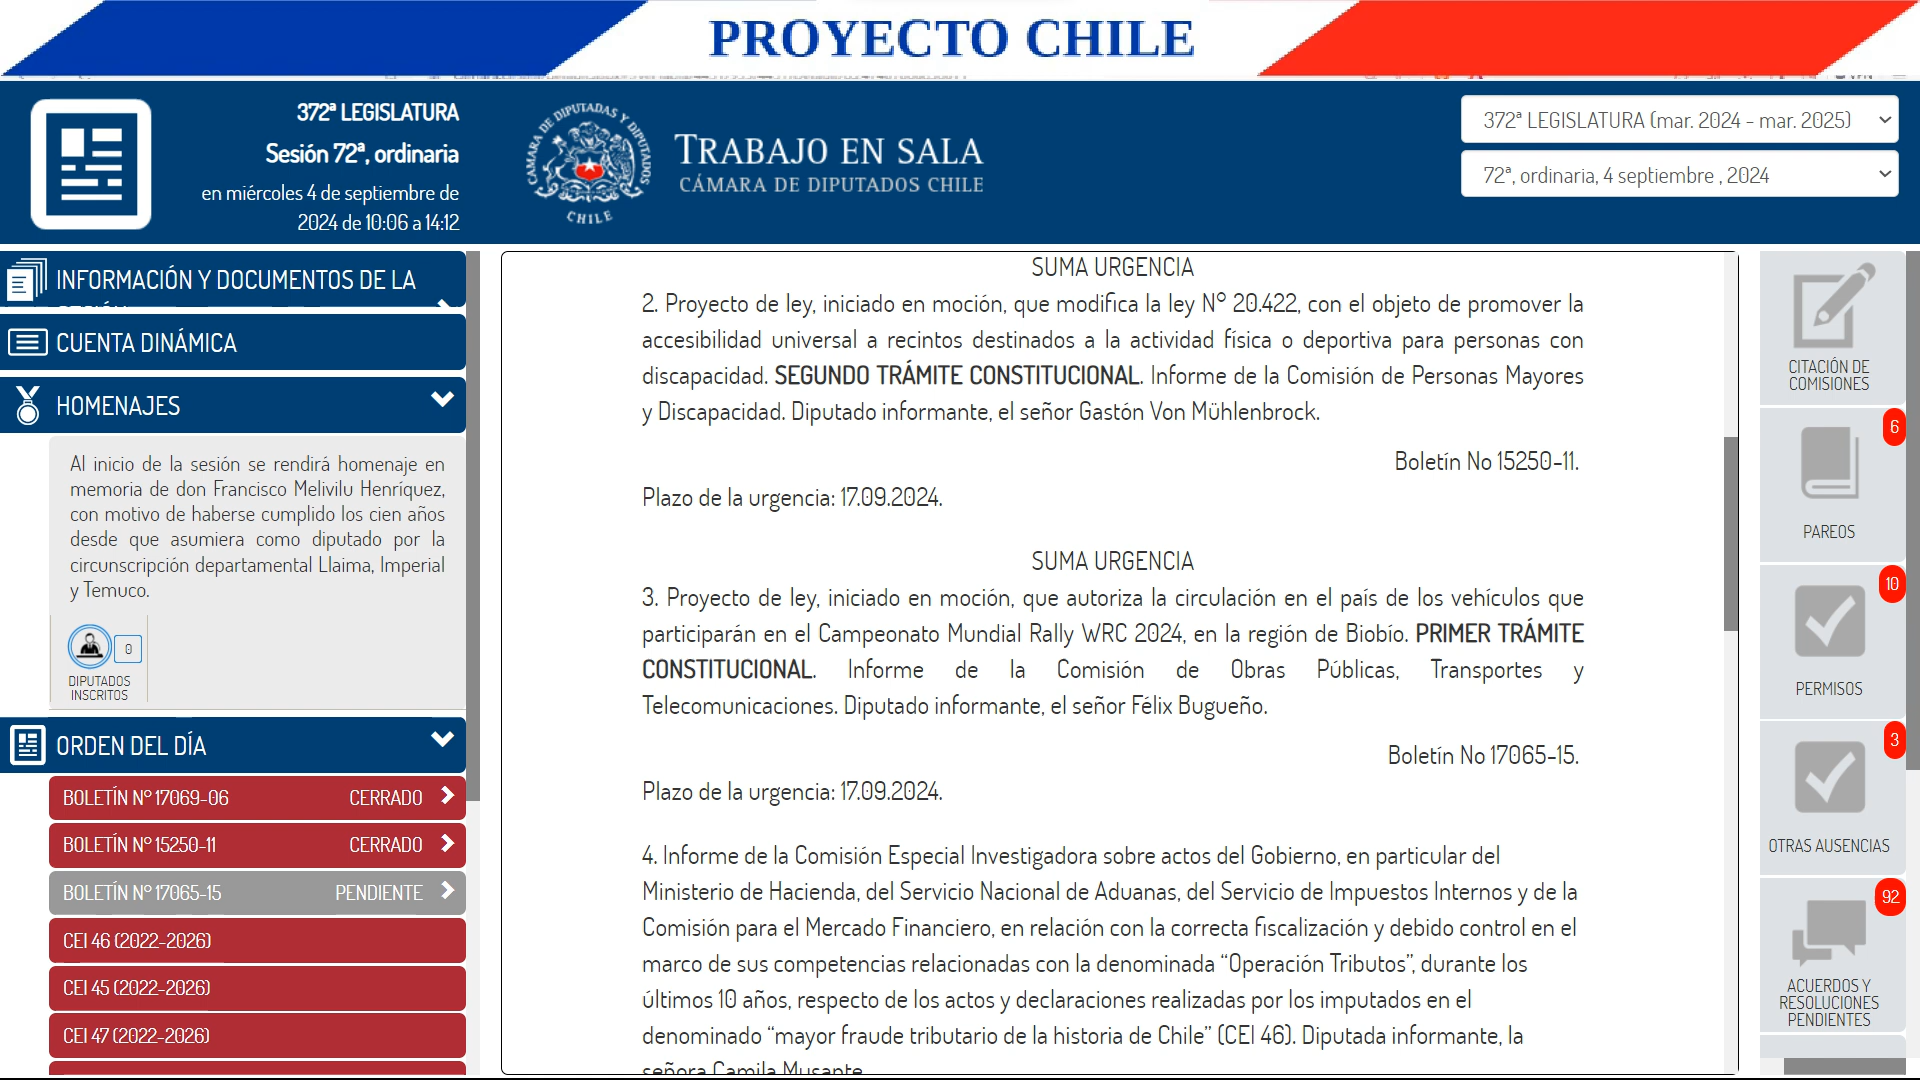 PROYECTO CHILE
372ª LEGISLATURA
Sesión 72ª, ordinaria
en miércoles 4 de septiembre de
2024 de 10:06 a 14:12
CÁMARA DE DIPUTADAS Y DIPUTADOS
CHILE
TRABAJO EN SALA
CÁMARA DE DIPUTADOS CHILE
372ª LEGISLATURA (mar. 2024 - mar. 2025)
72ª, ordinaria, 4 septiembre , 2024
INFORMACIÓN Y DOCUMENTOS DE LA
CUENTA DINÁMICA
HOMENAJES
Al inicio de la sesión se rendirá homenaje en
memoria de don Francisco Melivilu Henríquez,
con motivo de haberse cumplido los cien años
desde que asumiera como diputado por la
circunscripción departamental Llaima, Imperial
y Temuco.
0
DIPUTADOS
INSCRITOS
ORDEN DEL DÍA
BOLETÍN Nº 17069-06 CERRADO
BOLETÍN Nº 15250-11 CERRADO
BOLETÍN Nº 17065-15 PENDIENTE
CEI 46 (2022-2026)
CEI 45 (2022-2026)
CEI 47 (2022-2026)
SUMA URGENCIA
2. Proyecto de ley, iniciado en moción, que modifica la ley N° 20.422, con el objeto de promover la
accesibilidad universal a recintos destinados a la actividad física o deportiva para personas con
discapacidad. SEGUNDO TRÁMITE CONSTITUCIONAL. Informe de la Comisión de Personas Mayores
y Discapacidad. Diputado informante, el señor Gastón Von Mühlenbrock.
Boletín No 15250-11.
Plazo de la urgencia: 17.09.2024.
SUMA URGENCIA
3. Proyecto de ley, iniciado en moción, que autoriza la circulación en el país de los vehículos que
participarán en el Campeonato Mundial Rally WRC 2024, en la región de Biobío. PRIMER TRÁMITE
CONSTITUCIONAL. Informe de la Comisión de Obras Públicas, Transportes y
Telecomunicaciones. Diputado informante, el señor Félix Bugueño.
Boletín No 17065-15.
Plazo de la urgencia: 17.09.2024.
4. Informe de la Comisión Especial Investigadora sobre actos del Gobierno, en particular del
Ministerio de Hacienda, del Servicio Nacional de Aduanas, del Servicio de Impuestos Internos y de la
Comisión para el Mercado Financiero, en relación con la correcta fiscalización y debido control en el
marco de sus competencias relacionadas con la denominada “Operación Tributos”, durante los
últimos 10 años, respecto de los actos y declaraciones realizadas por los imputados en el
denominado “mayor fraude tributario de la historia de Chile” (CEI 46). Diputada informante, la
señora Camila Musante
CITACIÓN DE
COMISIONES
6
PAREOS
10
PERMISOS
3
OTRAS AUSENCIAS
92
ACUERDOS Y
RESOLUCIONES
PENDIENTES